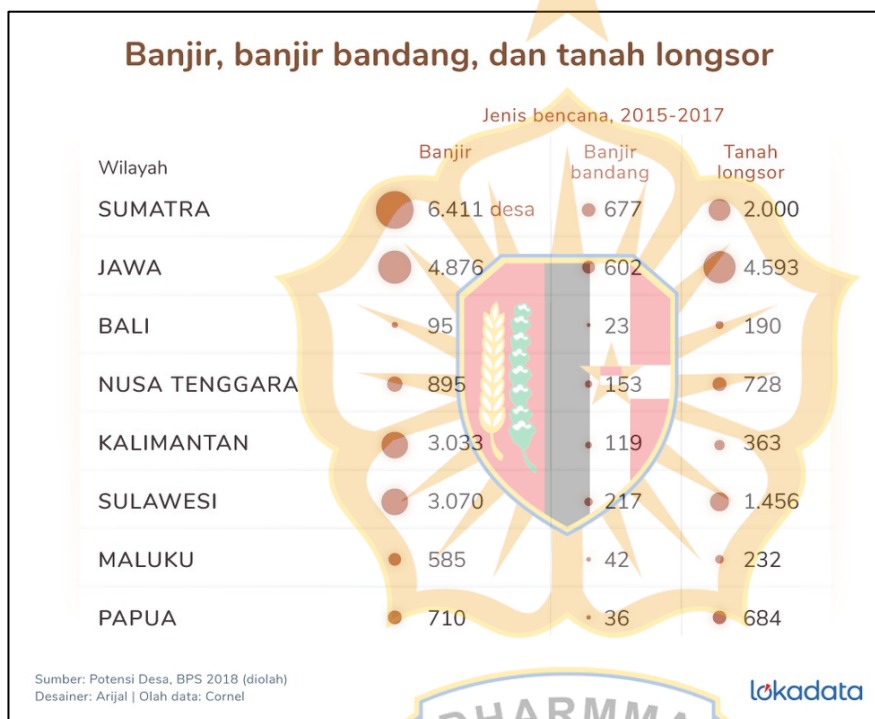 Banjir, banjir bandang, dan tanah longsor
Jenis bencana, 2015-2017
Wilayah Banjir Banjir bandang Tanah longsor
SUMATRA 6.411 desa 677 2.000
JAWA 4.876 602 4.593
BALI 95 23 190
NUSA TENGGARA 895 153 728
KALIMANTAN 3.033 119 363
SULAWESI 3.070 217 1.456
MALUKU 585 42 232
PAPUA 710 36 684
Sumber: Potensi Desa, BPS 2018 (diolah)
Desainer: Arijal | Olah data: Cornel
lokadata
DHARMMA